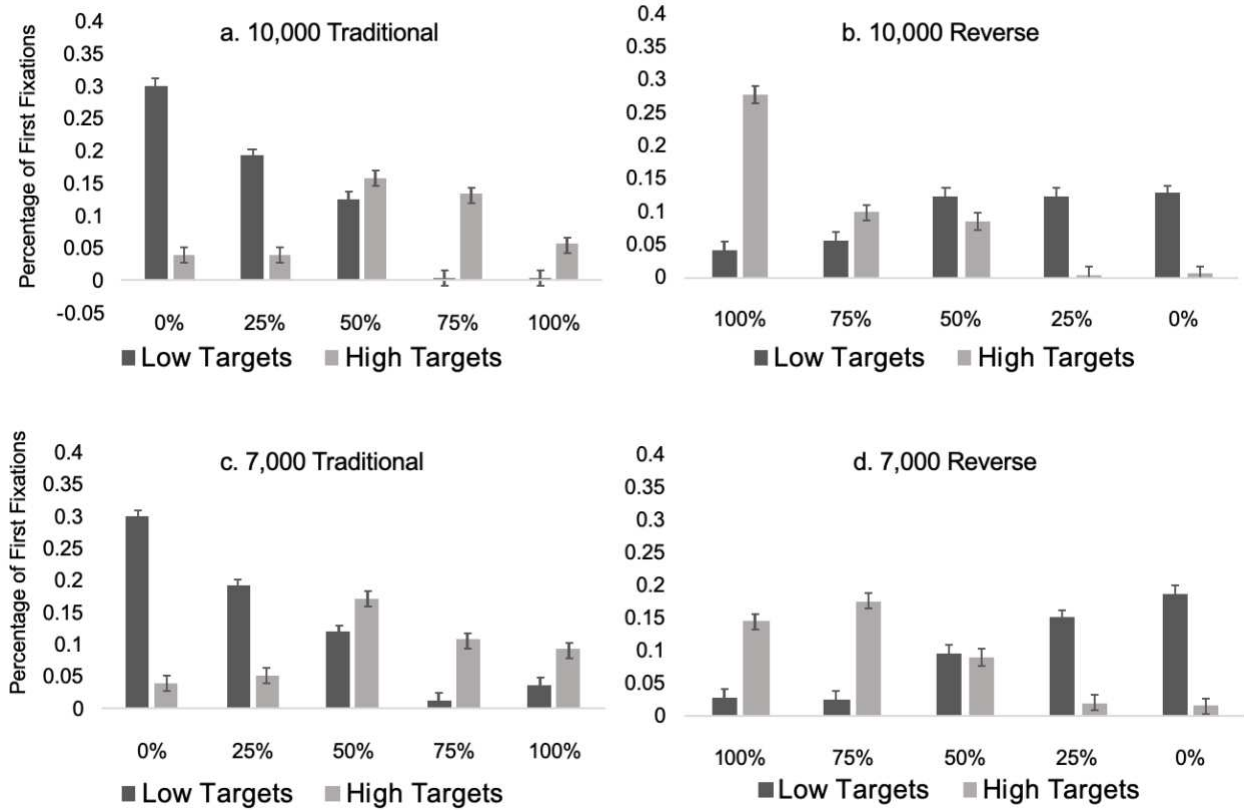 a. 10,000 Traditional
Percentage of First Fixations
0.4
0.35
0.3
0.25
0.2
0.15
0.1
0.05
0
-0.05
0% 25% 50% 75% 100%
Low Targets High Targets
b. 10,000 Reverse
0.4
0.35
0.3
0.25
0.2
0.15
0.1
0.05
0
100% 75% 50% 25% 0%
Low Targets High Targets
c. 7,000 Traditional
Percentage of First Fixations
0.4
0.35
0.3
0.25
0.2
0.15
0.1
0.05
0
0% 25% 50% 75% 100%
Low Targets High Targets
d. 7,000 Reverse
0.4
0.35
0.3
0.25
0.2
0.15
0.1
0.05
0
100% 75% 50% 25% 0%
Low Targets High Targets